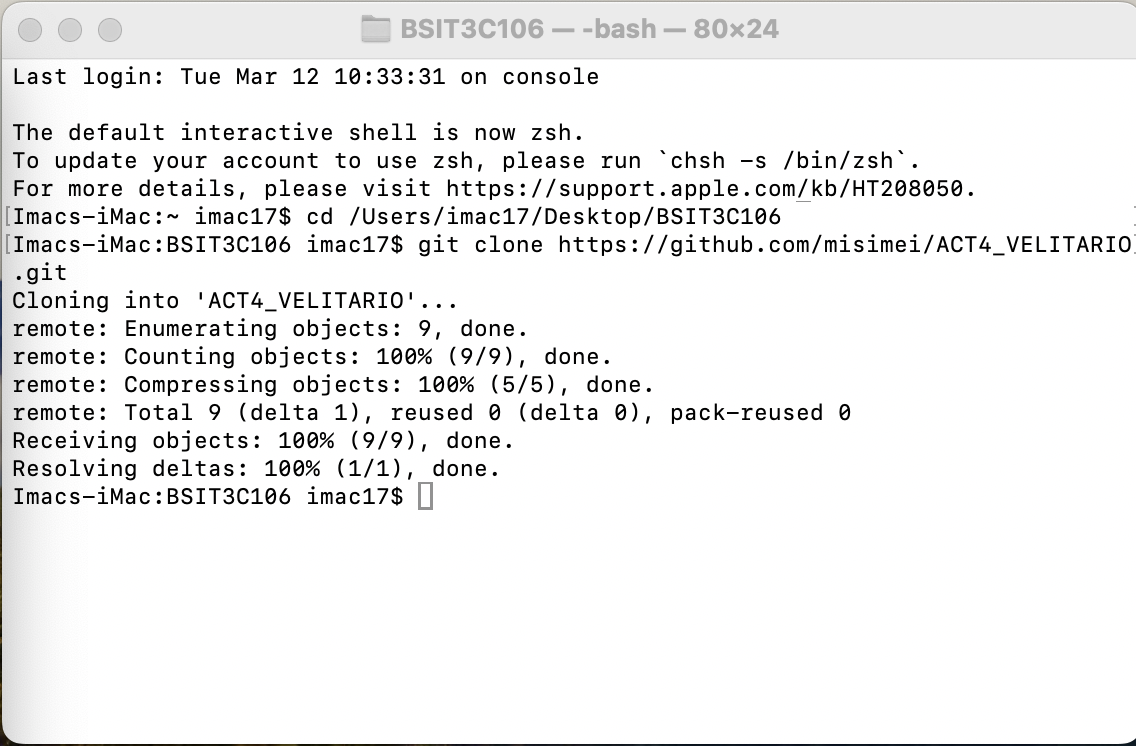 BSIT3C106 — -bash — 80×24
Last login: Tue Mar 12 10:33:31 on console
The default interactive shell is now zsh.
To update your account to use zsh, please run `chsh -s /bin/zsh`.
For more details, please visit https://support.apple.com/kb/HT208050.
[Imacs-iMac:~ imac17$ cd /Users/imac17/Desktop/BSIT3C106
[Imacs-iMac:BSIT3C106 imac17$ git clone https://github.com/misimei/ACT4_VELITARIO]
.git
Cloning into 'ACT4_VELITARIO'...
remote: Enumerating objects: 9, done.
remote: Counting objects: 100% (9/9), done.
remote: Compressing objects: 100% (5/5), done.
remote: Total 9 (delta 1), reused 0 (delta 0), pack-reused 0
Receiving objects: 100% (9/9), done.
Resolving deltas: 100% (1/1), done.
Imacs-iMac:BSIT3C106 imac17$